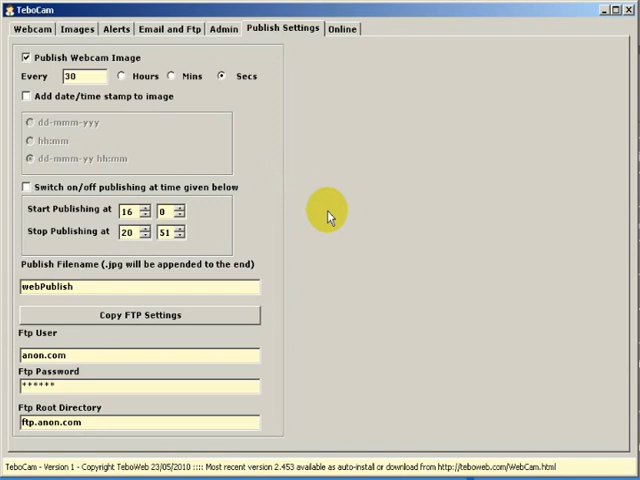 TeboCam
Webcam Images Alerts Email and Ftp Admin Publish Settings Online
Publish Webcam Image
Every 30 Hours Mins Secs
Add date/time stamp to image
dd-mmm-yyy
hh:mm
dd-mmm-yy hh:mm
Switch on/off publishing at time given below
Start Publishing at 16 0
Stop Publishing at 20 51
Publish Filename (.jpg will be appended to the end)
webPublish
Copy FTP Settings
Ftp User
anon.com
Ftp Password
******
Ftp Root Directory
ftp.anon.com
TeboCam - Version 1 - Copyright TeboWeb 23/05/2010 :::: Most recent version 2.453 available as auto-install or download from http://teboweb.com/WebCam.html